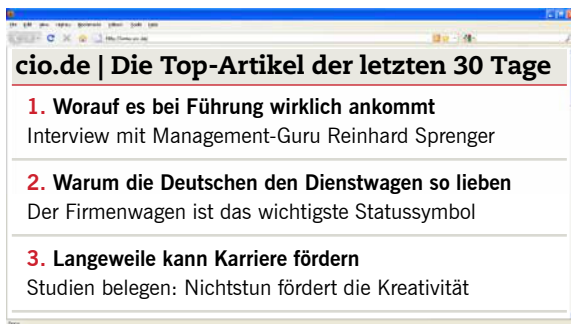 cio.de | Die Top-Artikel der letzten 30 Tage
1. Worauf es bei Führung wirklich ankommt
Interview mit Management-Guru Reinhard Sprenger
2. Warum die Deutschen den Dienstwagen so lieben
Der Firmenwagen ist das wichtigste Statussymbol
3. Langeweile kann Karriere fördern
Studien belegen: Nichtstun fördert die Kreativität